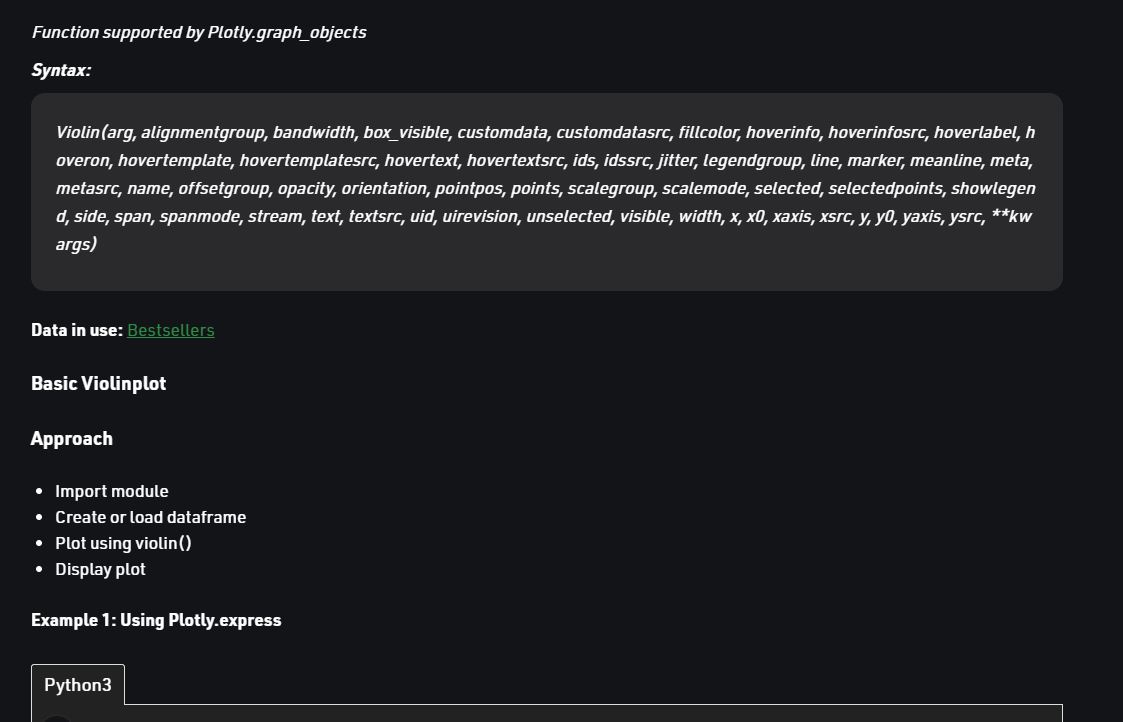 Function supported by Plotly.graph_objects
Syntax:
Violin(arg, alignmentgroup, bandwidth, box_visible, customdata, customdatasrc, fillcolor, hoverinfo, hoverinfosrc, hoverlabel, h
overon, hovertemplate, hovertemplatesrc, hovertext, hovertextsrc, ids, idssrc, jitter, legendgroup, line, marker, meanline, meta,
metasrc, name, offsetgroup, opacity, orientation, pointpos, points, scalegroup, scalemode, selected, selectedpoints, showlegen
d, side, span, spanmode, stream, text, textsrc, uid, uirevision, unselected, visible, width, x, x0, xaxis, xsrc, y, y0, yaxis, ysrc, **kw
args)
Data in use: Bestsellers
Basic Violinplot
Approach
• Import module
• Create or load dataframe
• Plot using violin()
• Display plot
Example 1: Using Plotly.express
Python3